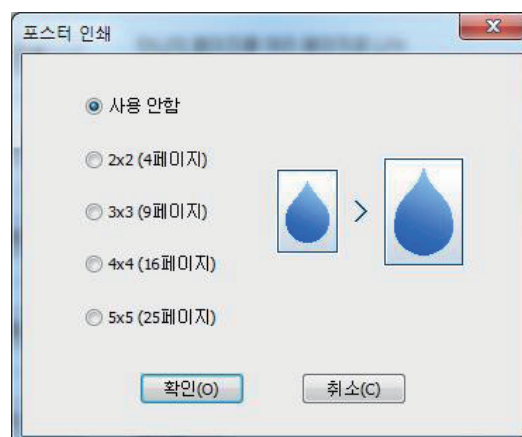 포스터 인쇄
사용 안함
2x2 (4페이지)
3x3 (9페이지)
4x4 (16페이지)
5x5 (25페이지)
확인(O)
취소(C)